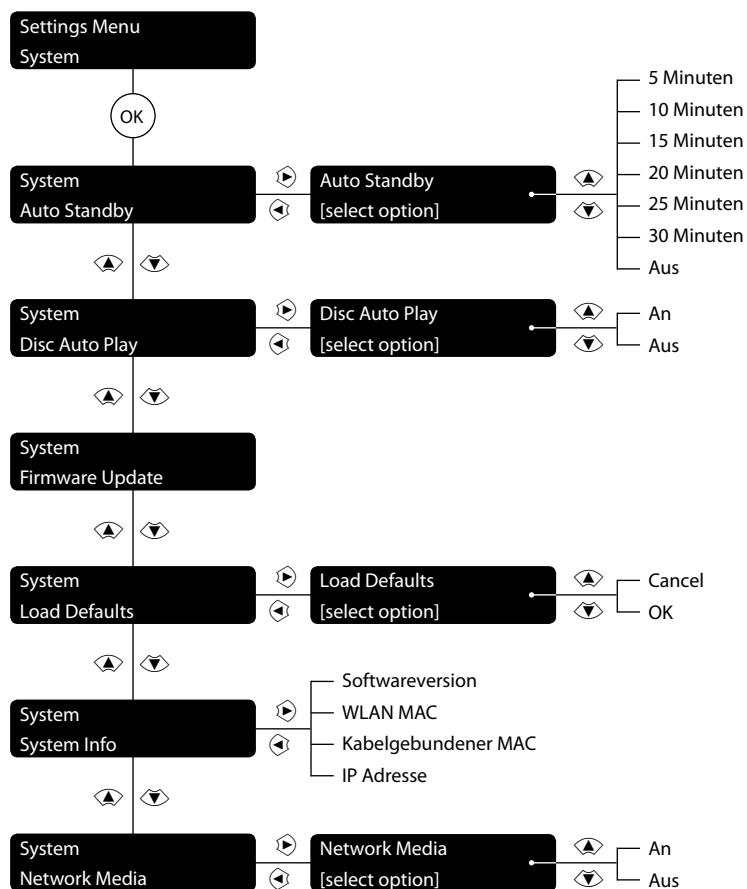 Settings Menu
System
OK
System
Auto Standby
Auto Standby
[select option]
5 Minuten
10 Minuten
15 Minuten
20 Minuten
25 Minuten
30 Minuten
Aus
System
Disc Auto Play
Disc Auto Play
[select option]
An
Aus
System
Firmware Update
System
Load Defaults
Load Defaults
[select option]
Cancel
OK
System
System Info
Softwareversion
WLAN MAC
Kabelgebundener MAC
IP Adresse
System
Network Media
Network Media
[select option]
An
Aus